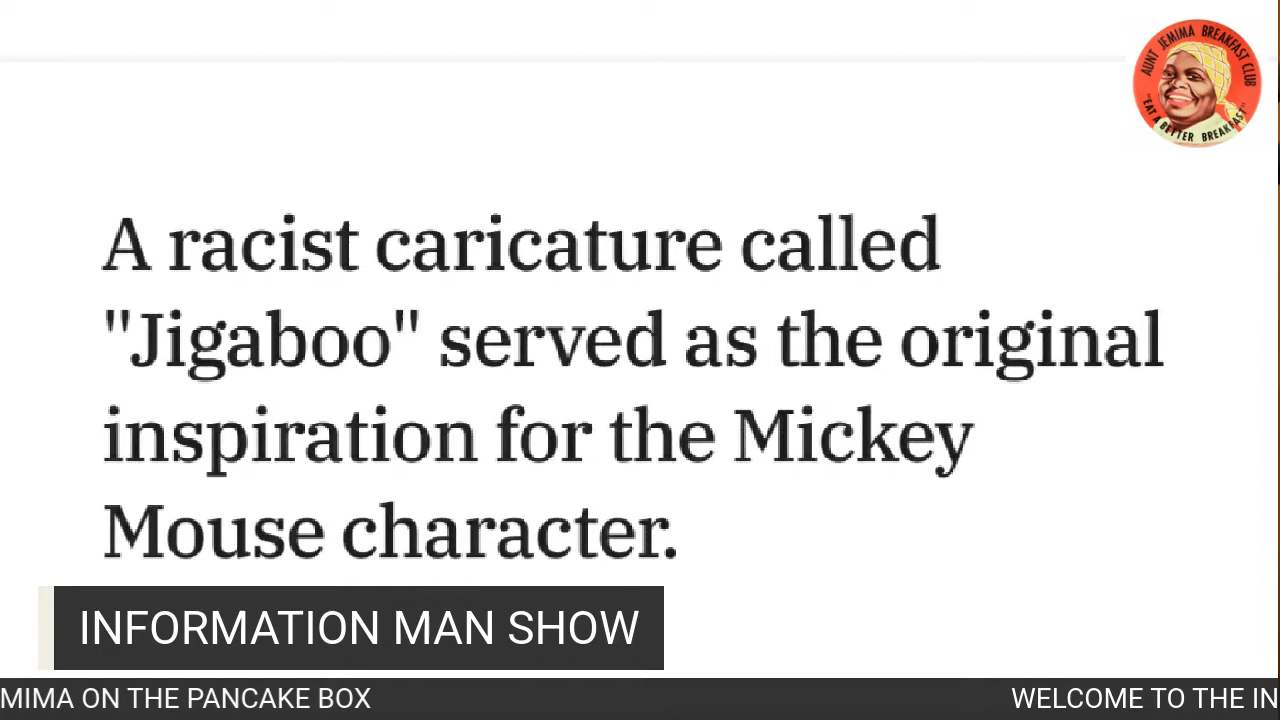 AUNT JEMIMA BREAKFAST CLUB
"EAT A BETTER BREAKFAST"
A racist caricature called
"Jigaboo" served as the original
inspiration for the Mickey
Mouse character.
INFORMATION MAN SHOW
MIMA ON THE PANCAKE BOX
WELCOME TO THE IN